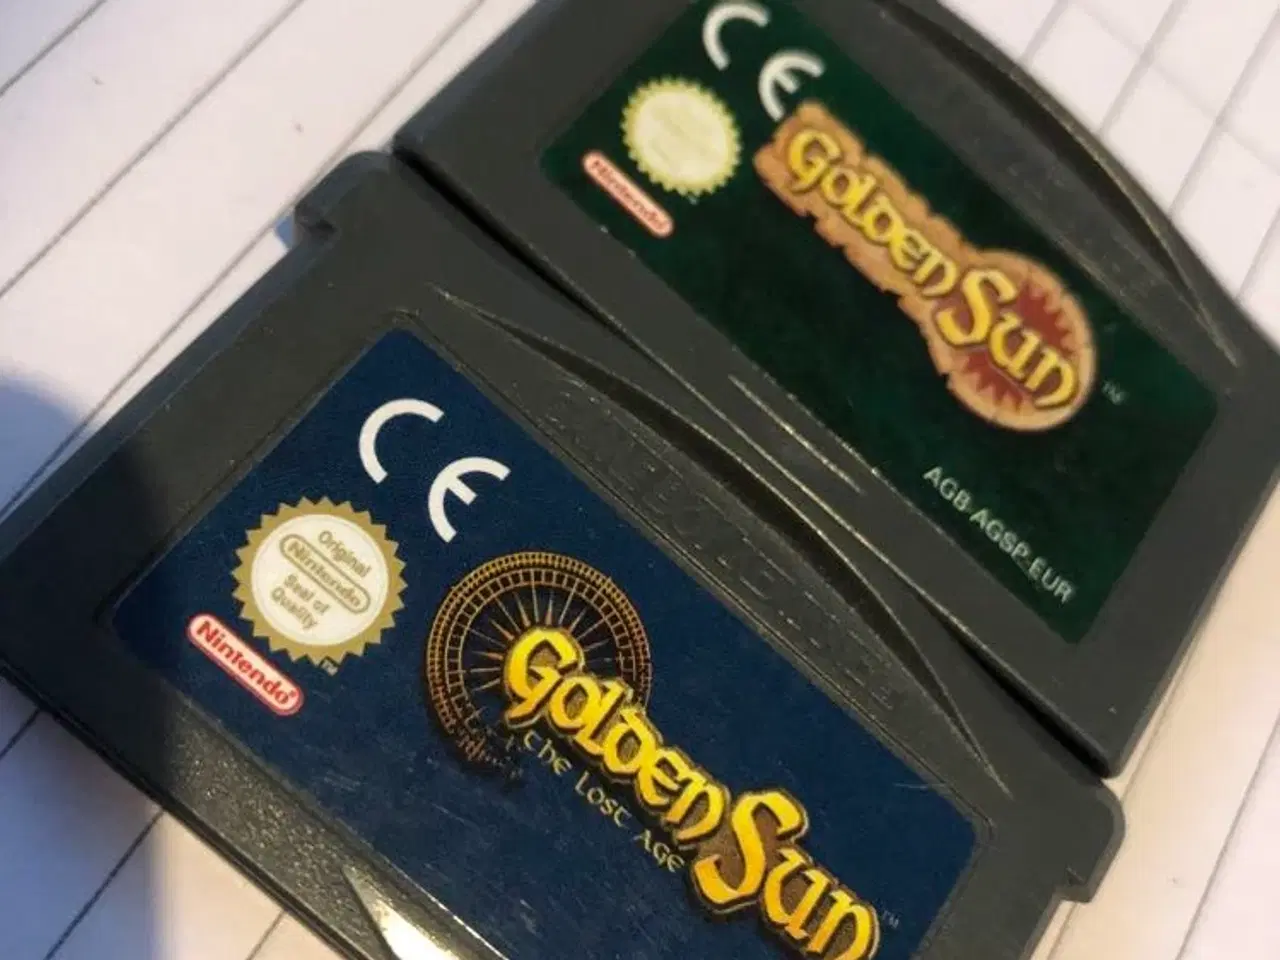 CE
Nintendo
Golden Sun
TM
AGB-AGSP-EUR
CE
Original
Nintendo
Seal of
Quality
TM
Nintendo
Golden Sun
The Lost Age
TM